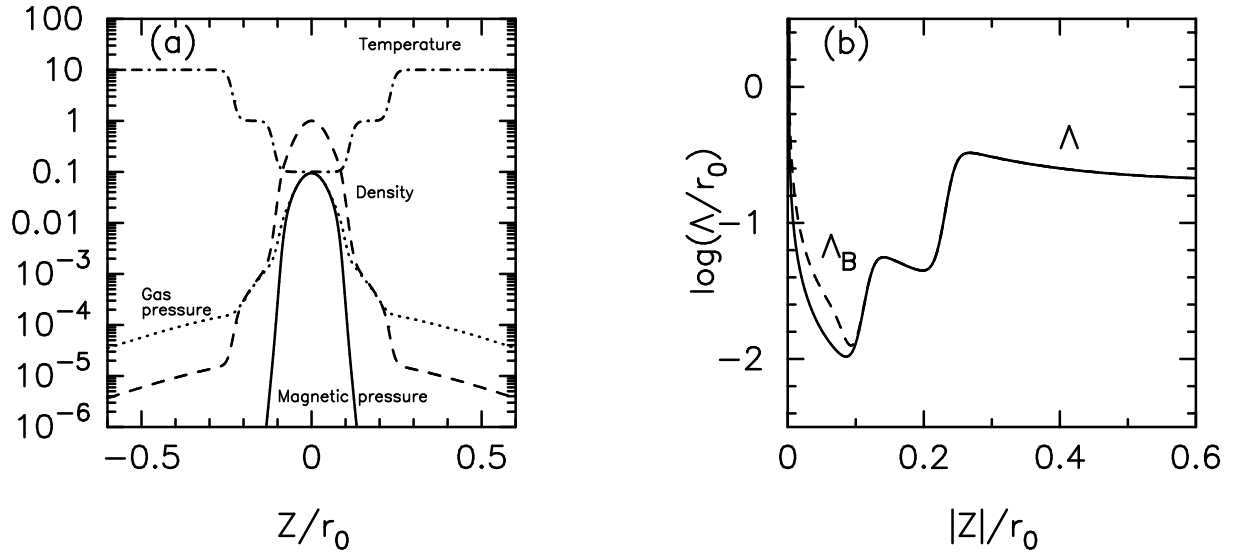 (a)
Temperature
100
10
1
0.1
0.01
10−3
10−4
10−5
10−6
Density
Gas
pressure
Magnetic pressure
−0.5 0 0.5
Z/r0
(b)
0
−1
−2
log(Λ/r0)
Λ
ΛB
0 0.2 0.4 0.6
|Z|/r0